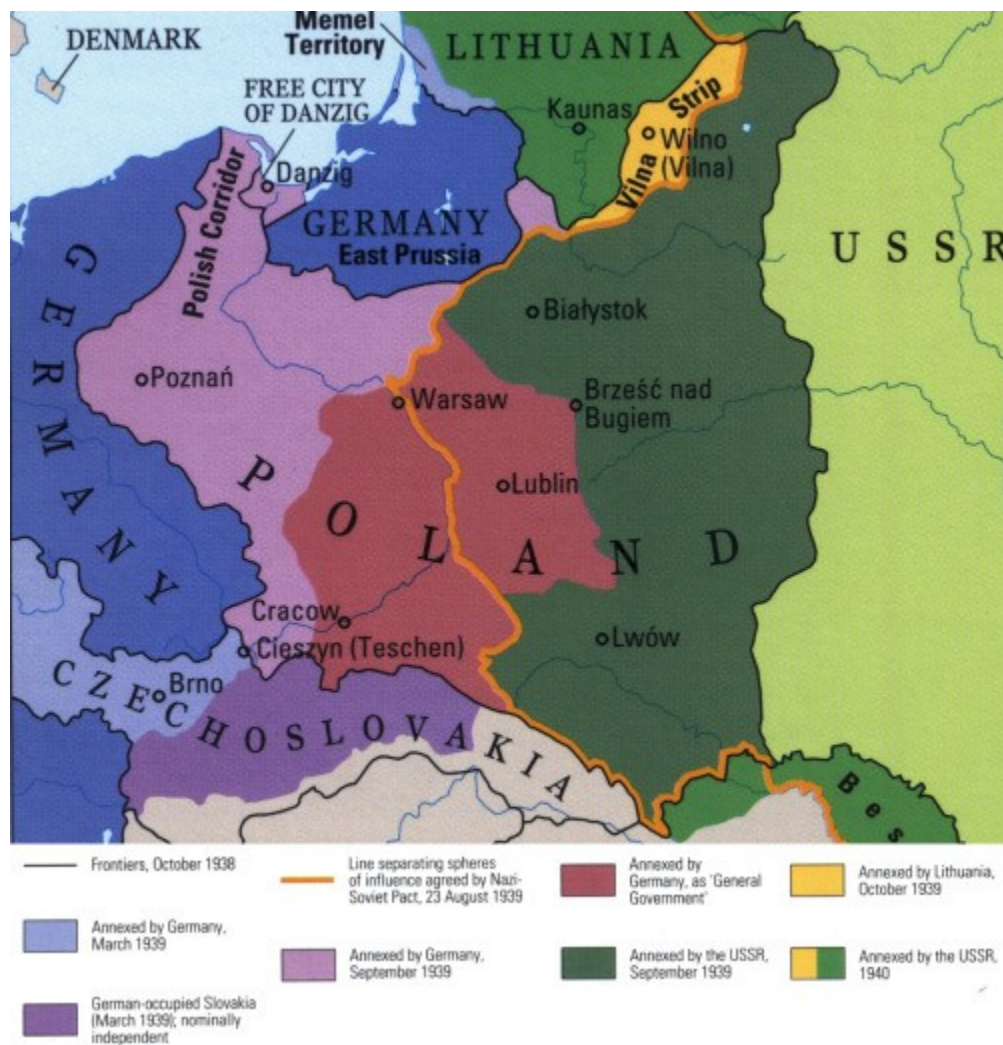 DENMARK
Memel
Territory
LITHUANIA
FREE CITY
OF DANZIG
Danzig
Kaunas
Vilna Strip
Wilno
(Vilna)
Polish Corridor
GERMANY
East Prussia
GERMANY
USSR
Białystok
Poznań
Warsaw
Brześć nad
Bugiem
Lublin
POLAND
Cracow
Cieszyn (Teschen)
Lwów
Brno
CZECHOSLOVAKIA
Bes
Frontiers, October 1938
Annexed by Germany,
March 1939
German-occupied Slovakia
(March 1939); nominally
independent
Line separating spheres
of influence agreed by Nazi-
Soviet Pact, 23 August 1939
Annexed by Germany,
September 1939
Annexed by
Germany, as 'General
Government'
Annexed by the USSR,
September 1939
Annexed by Lithuania,
October 1939
Annexed by the USSR,
1940